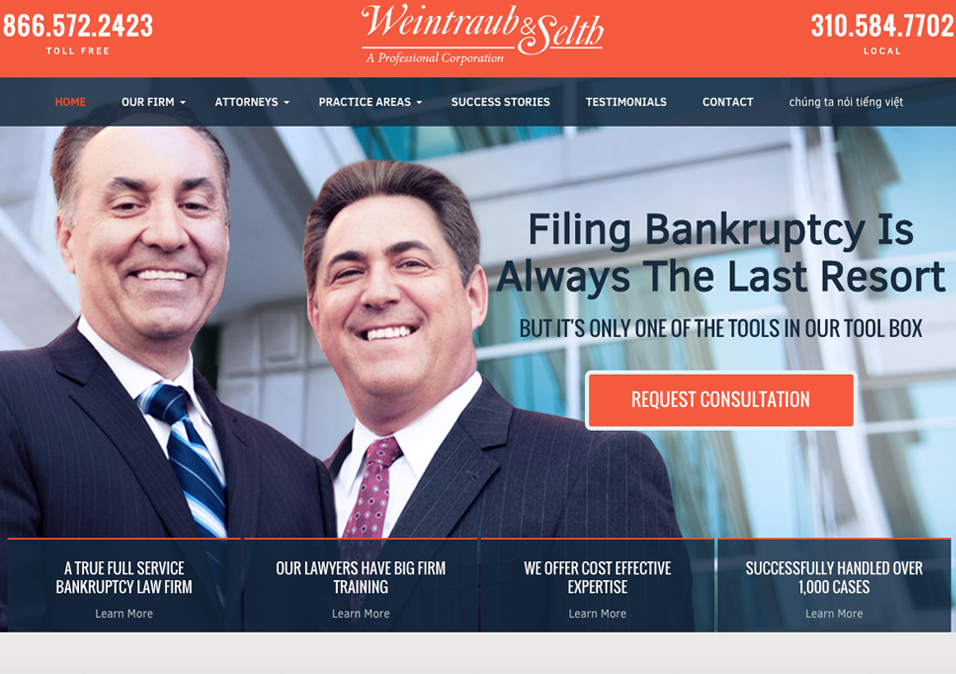 866.572.2423
TOLL FREE
Weintraub & Selth
A Professional Corporation
310.584.7702
LOCAL
HOME OUR FIRM ATTORNEYS PRACTICE AREAS SUCCESS STORIES TESTIMONIALS CONTACT chúng ta nói tiếng việt
Filing Bankruptcy Is
Always The Last Resort
BUT IT'S ONLY ONE OF THE TOOLS IN OUR TOOL BOX
REQUEST CONSULTATION
A TRUE FULL SERVICE
BANKRUPTCY LAW FIRM
Learn More
OUR LAWYERS HAVE BIG FIRM
TRAINING
Learn More
WE OFFER COST EFFECTIVE
EXPERTISE
Learn More
SUCCESSFULLY HANDLED OVER
1,000 CASES
Learn More